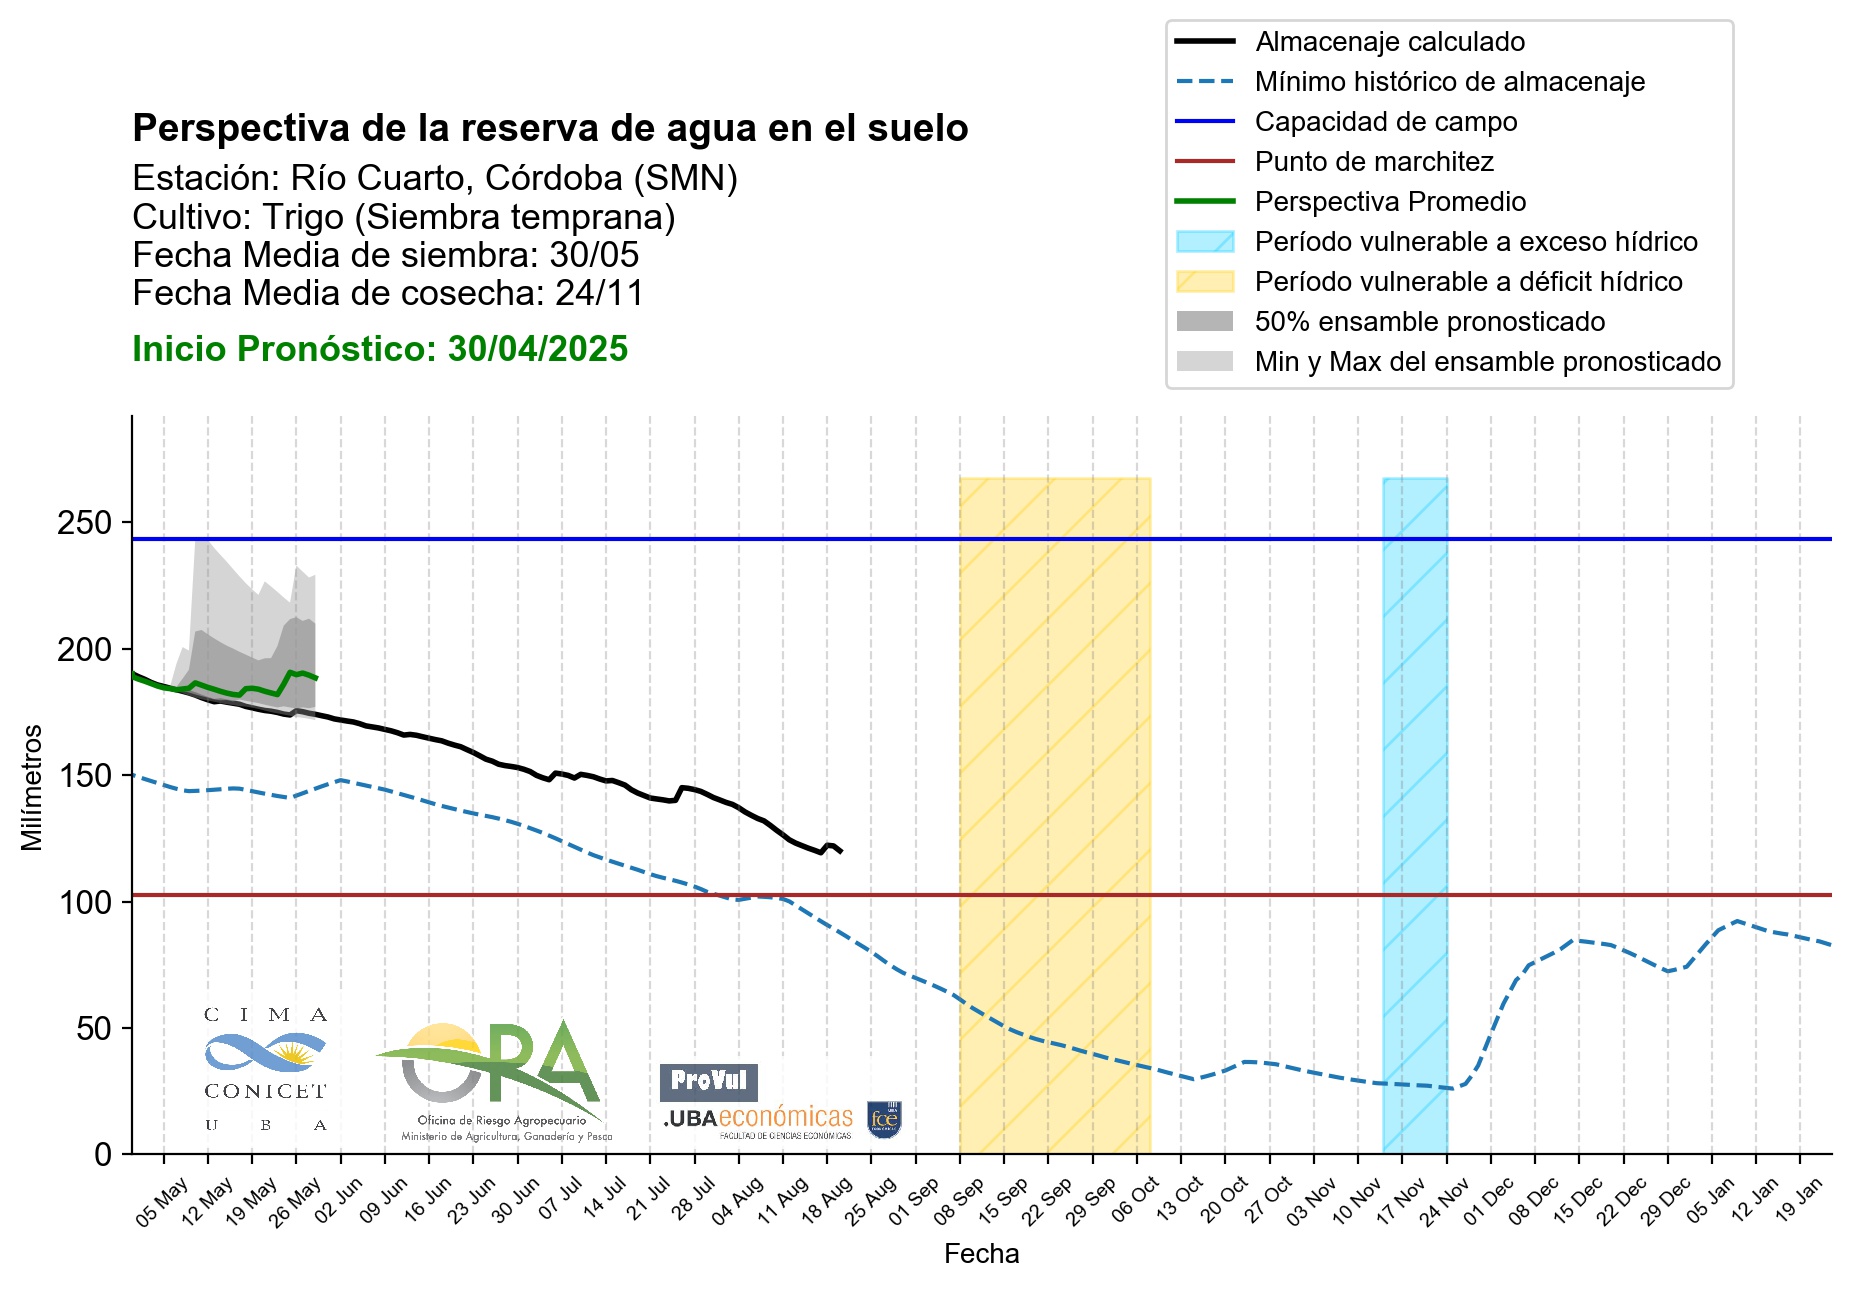 Almacenaje calculado
Mínimo histórico de almacenaje
Capacidad de campo
Punto de marchitez
Perspectiva Promedio
Período vulnerable a exceso hídrico
Período vulnerable a déficit hídrico
50% ensamble pronosticado
Min y Max del ensamble pronosticado
Perspectiva de la reserva de agua en el suelo
Estación: Río Cuarto, Córdoba (SMN)
Cultivo: Trigo (Siembra temprana)
Fecha Media de siembra: 30/05
Fecha Media de cosecha: 24/11
Inicio Pronóstico: 30/04/2025
Milímetros
250
200
150
100
50
0
CIMA
CONICET
UBA
ORA
Oficina de Riesgo Agropecuario
Ministerio de Agricultura, Ganadería y Pesca
ProVul
.UBAeconómicas
FACULTAD DE CIENCIAS ECONÓMICAS
fce
05 May
12 May
19 May
26 May
02 Jun
09 Jun
16 Jun
23 Jun
30 Jun
07 Jul
14 Jul
21 Jul
28 Jul
04 Aug
11 Aug
18 Aug
25 Aug
01 Sep
08 Sep
15 Sep
22 Sep
29 Sep
06 Oct
13 Oct
20 Oct
27 Oct
03 Nov
10 Nov
17 Nov
24 Nov
01 Dec
08 Dec
15 Dec
22 Dec
29 Dec
05 Jan
12 Jan
19 Jan
Fecha